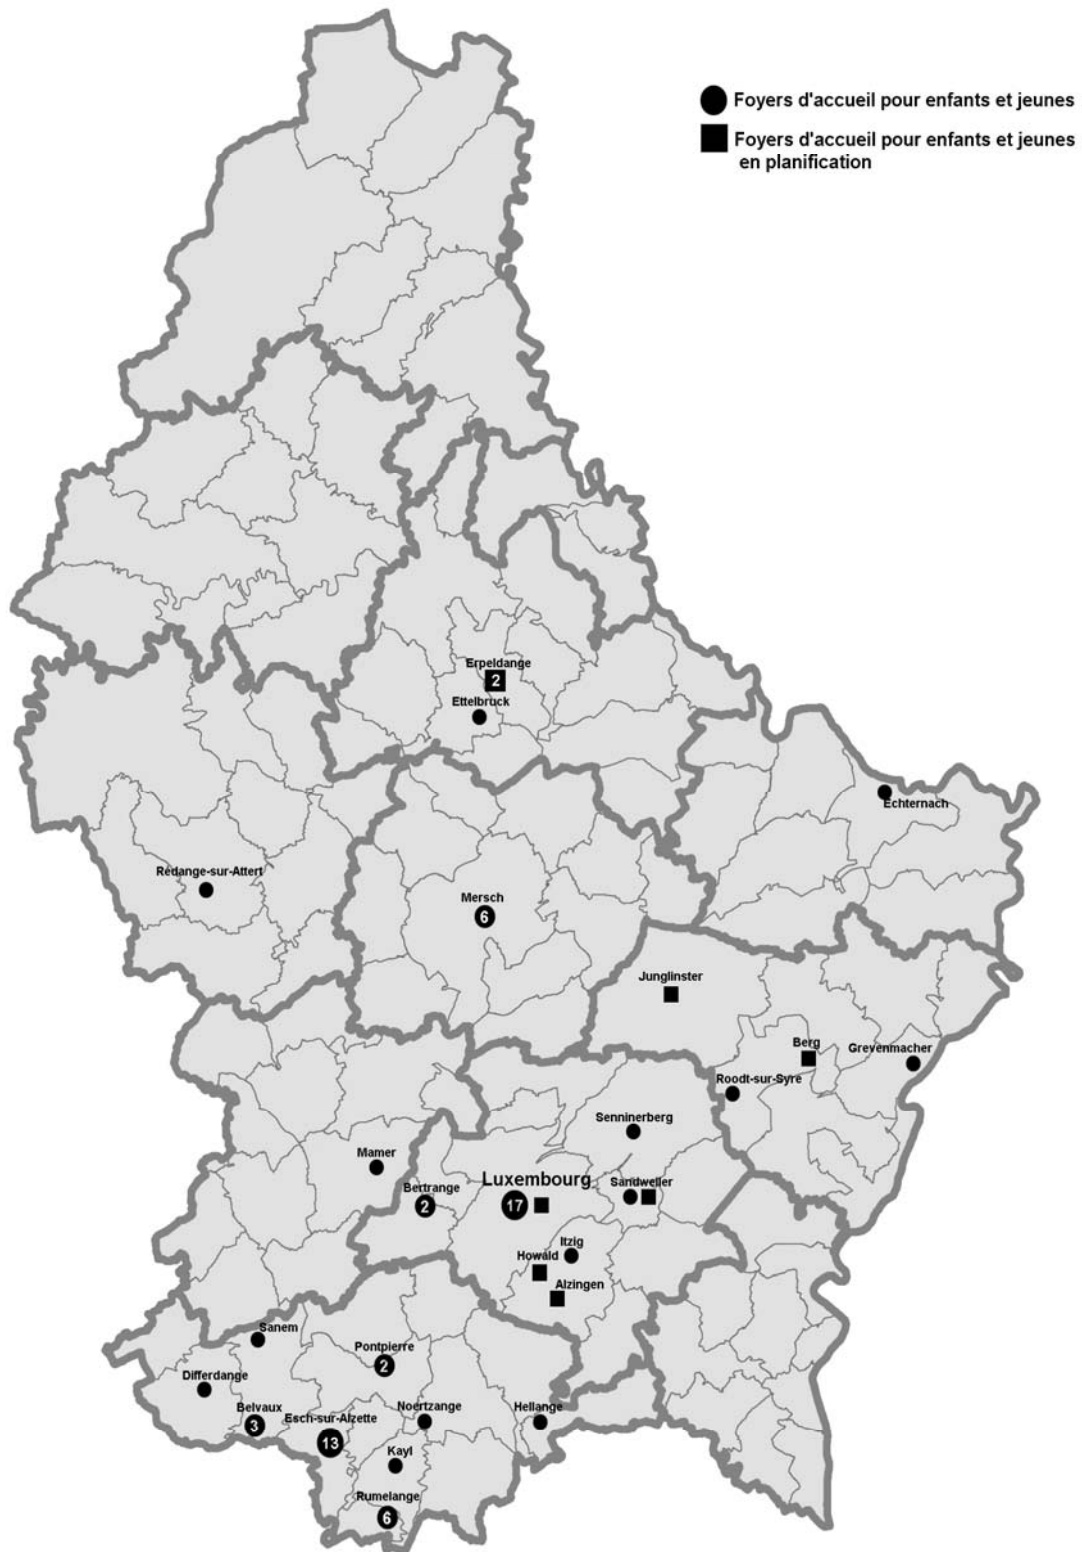 Foyers d'accueil pour enfants et jeunes
Foyers d'accueil pour enfants et jeunes
en planification
Erpeldange
2
Ettelbruck
Echternach
Rédange-sur-Attert
Mersch
6
Junglinster
Berg
Grevenmacher
Roodt-sur-Syre
Senninerberg
Mamer
Bertrange
2
Luxembourg
17
Sandweiler
Itzig
Howald
Alzingen
Sanem
Pontpierre
2
Differdange
Belvaux
3
Esch-sur-Alzette
13
Noertzange
Hellange
Kayl
Rumelange
6